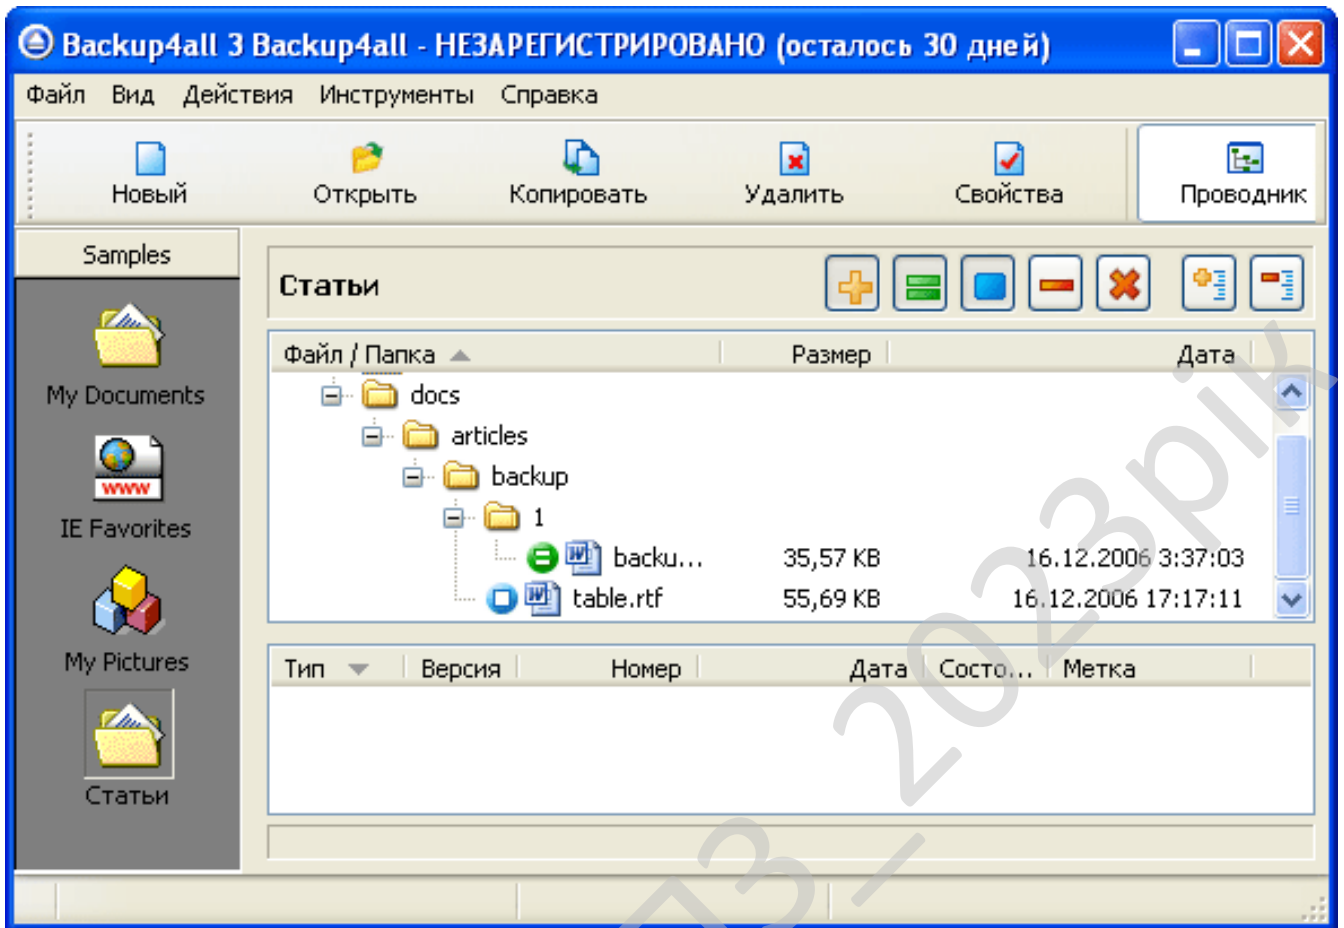 Backup4all 3 Backup4all - НЕЗАРЕГИСТРИРОВАНО (осталось 30 дней)
Файл Вид Действия Инструменты Справка
Новый Открыть Копировать Удалить Свойства Проводник
Samples
My Documents
IE Favorites
My Pictures
Статьи
Статьи
Файл / Папка Размер Дата
docs
articles
backup
1
backu... 35,57 KB 16.12.2006 3:37:03
table.rtf 55,69 KB 16.12.2006 17:17:11
Тип Версия Номер Дата Состо... Метка
ПЗ_2023pik